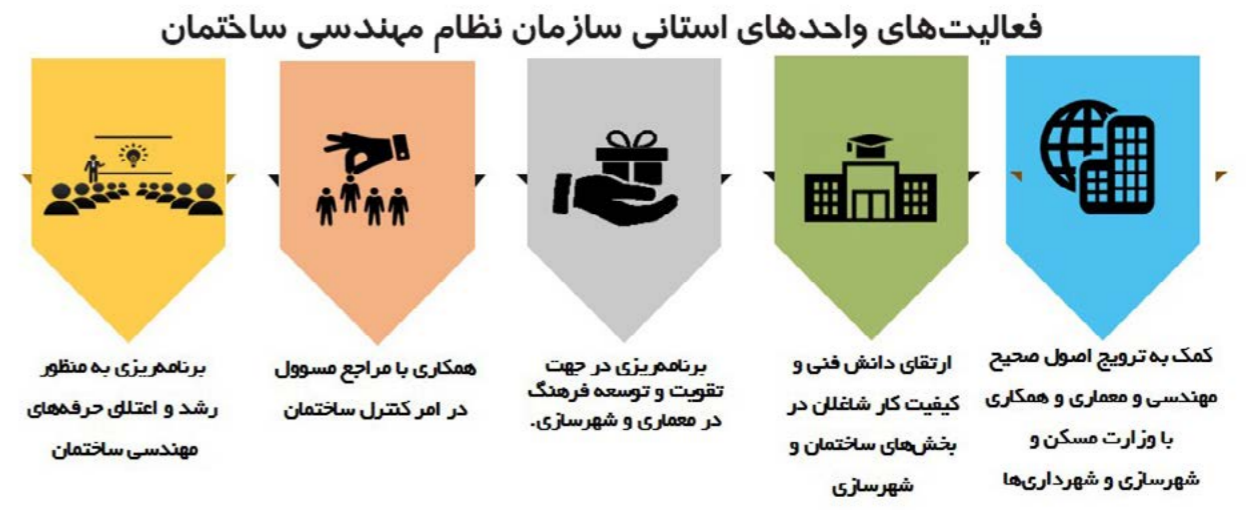 فعالیت‌های واحدهای استانی سازمان نظام مهندسی ساختمان
کمک به ترویج اصول صحیح
مهندسی و معماری و همکاری
با وزارت مسکن و
شهرسازی و شهرداری‌ها
ارتقای دانش فنی و
کیفیت کار شاغلان در
بخش‌های ساختمان و
شهرسازی
برنامه‌ریزی در جهت
تقویت و توسعه فرهنگ
در معماری و شهرسازی.
همکاری با مراجع مسوول
در امر کنترل ساختمان
برنامه‌ریزی به منظور
رشد و اعتلای حرفه‌های
مهندسی ساختمان